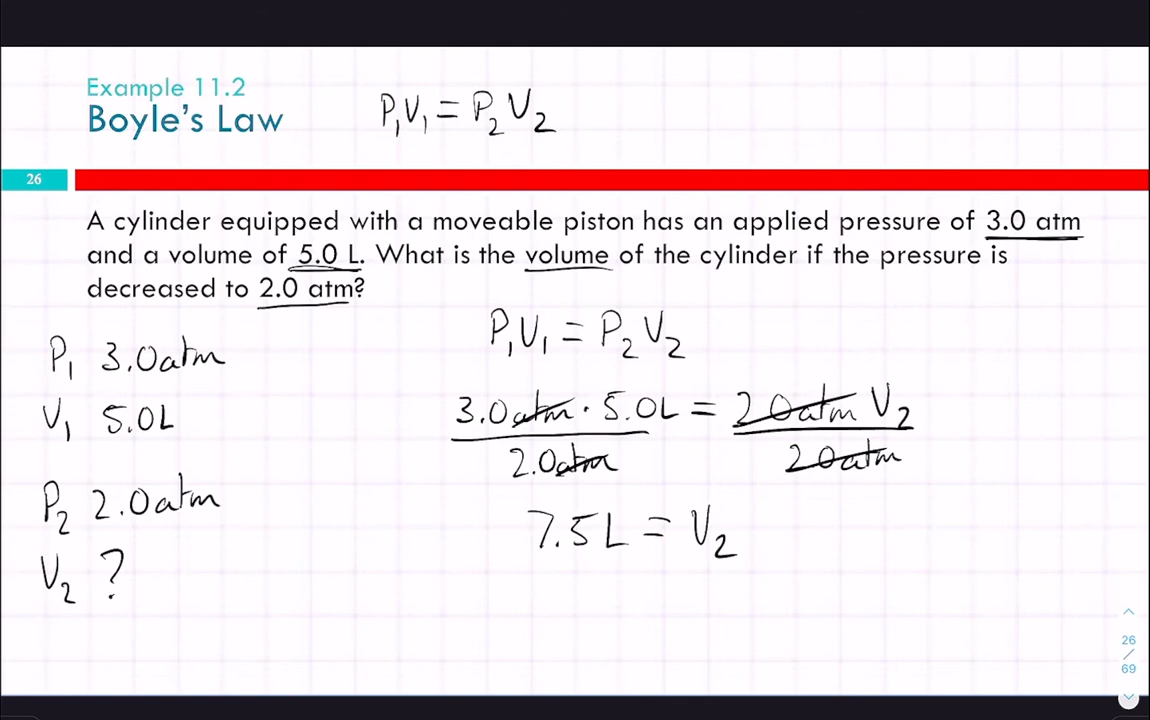 Example 11.2
Boyle's Law
P₁V₁ = P₂V₂
26
A cylinder equipped with a moveable piston has an applied pressure of 3.0 atm
and a volume of 5.0 L. What is the volume of the cylinder if the pressure is
decreased to 2.0 atm?
P₁ 3.0atm
V₁ 5.0L
P₂ 2.0atm
V₂ ?
P₁V₁ = P₂V₂
3.0atm · 5.0L = 2.0atm V₂
2.0atm 2.0atm
7.5L = V₂
26
/
69